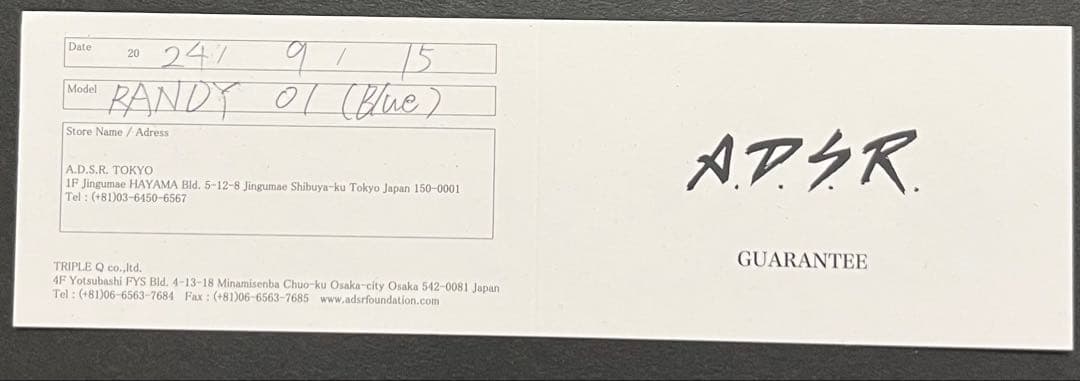 Date 20 24 / 9 / 15
Model RANDY 01 (Blue)
Store Name / Adress
A.D.S.R. TOKYO
1F Jingumae HAYAMA Bld. 5-12-8 Jingumae Shibuya-ku Tokyo Japan 150-0001
Tel : (+81)03-6450-6567
TRIPLE Q co.,ltd.
4F Yotsubashi FYS Bld. 4-13-18 Minamisenba Chuo-ku Osaka-city Osaka 542-0081 Japan
Tel : (+81)06-6563-7684 Fax : (+81)06-6563-7685 www.adsrfoundation.com
A.D.S.R.
GUARANTEE